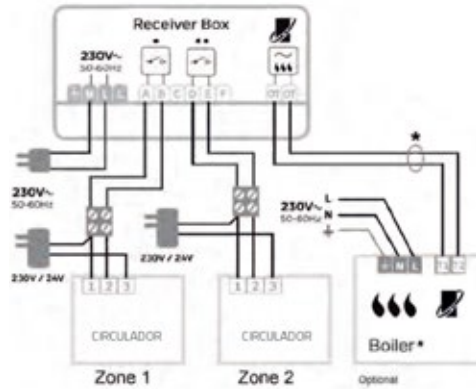 Receiver Box
230V~
50-60Hz
N L L
A B C D E F
OT OT
*
230V~
50-60Hz
230V~
50-60Hz
L
N
230V / 24V
230V / 24V
1 2 3
1 2 3
N L
T1 T2
CIRCULADOR
CIRCULADOR
Boiler*
Zone 1
Zone 2
Optional